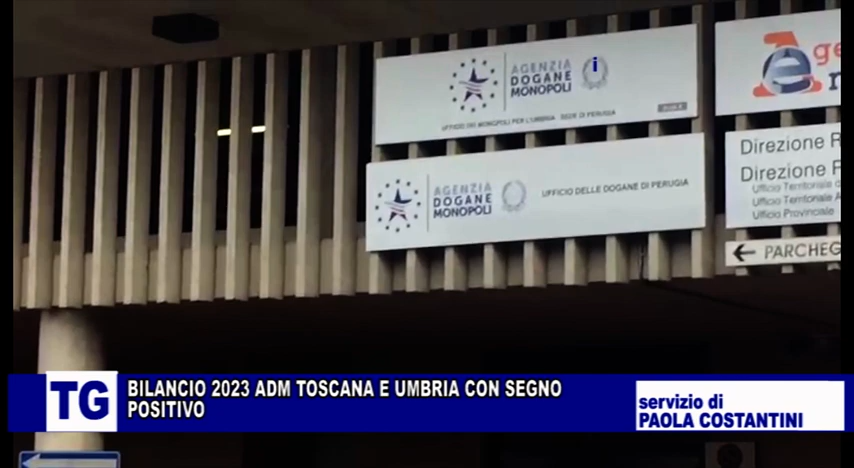 AGENZIA
DOGANE
MONOPOLI
UFFICIO DEI MONOPOLI PER L'UMBRIA - SEDE DI PERUGIA
AGENZIA
DOGANE
MONOPOLI
UFFICIO DELLE DOGANE DI PERUGIA
Age
Direzione R
Direzione R
Ufficio Territoriale
Ufficio Territoriale
Ufficio Provinciale
← PARCHEG
TG
BILANCIO 2023 ADM TOSCANA E UMBRIA CON SEGNO
POSITIVO
servizio di
PAOLA COSTANTINI